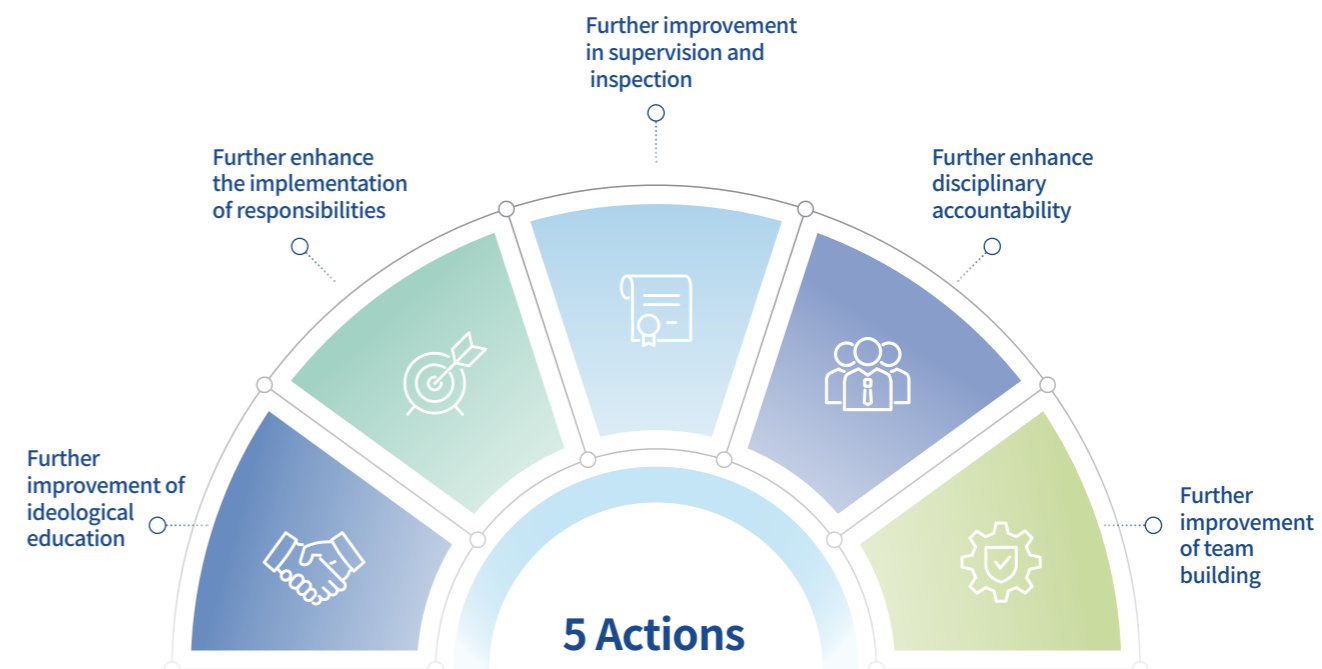 Further improvement
in supervision and
inspection
Further enhance
the implementation
of responsibilities
Further enhance
disciplinary
accountability
Further
improvement of
ideological
education
Further
improvement
of team
building
5 Actions